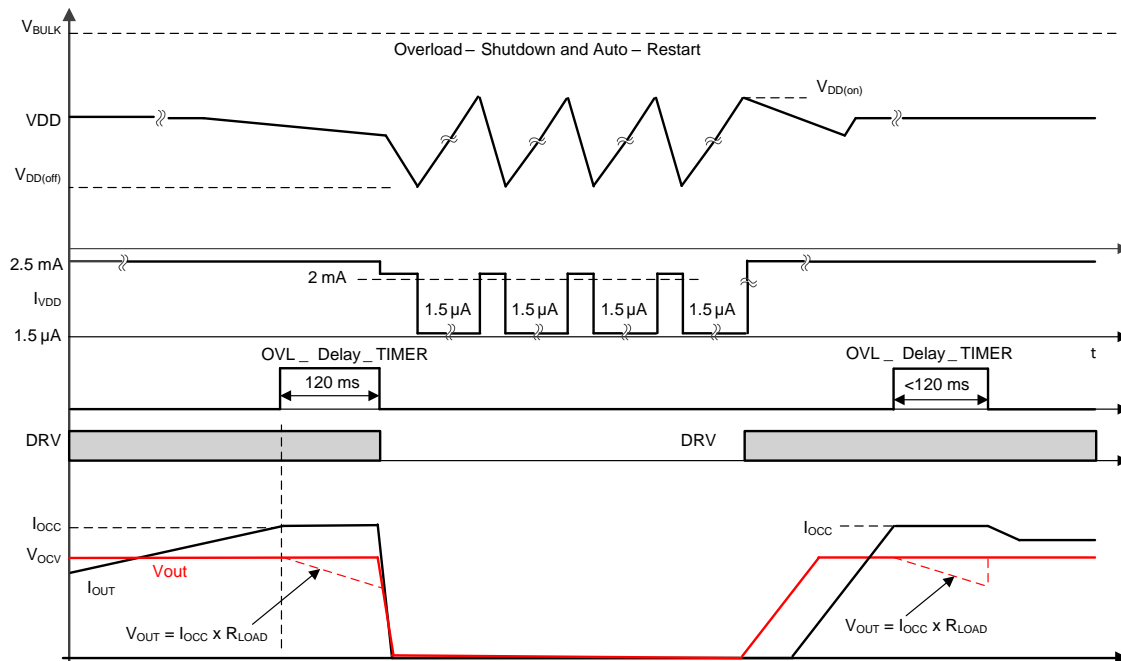 V_BULK
Overload – Shutdown and Auto – Restart
V_DD(on)
VDD
V_DD(off)
2.5 mA
2 mA
I_VDD
1.5 µA 1.5 µA 1.5 µA 1.5 µA
1.5 µA
OVL _ Delay _ TIMER OVL _ Delay _ TIMER t
120 ms <120 ms
DRV DRV
I_OCC I_OCC
V_OCV
Vout
I_OUT
V_OUT = I_OCC x R_LOAD V_OUT = I_OCC x R_LOAD